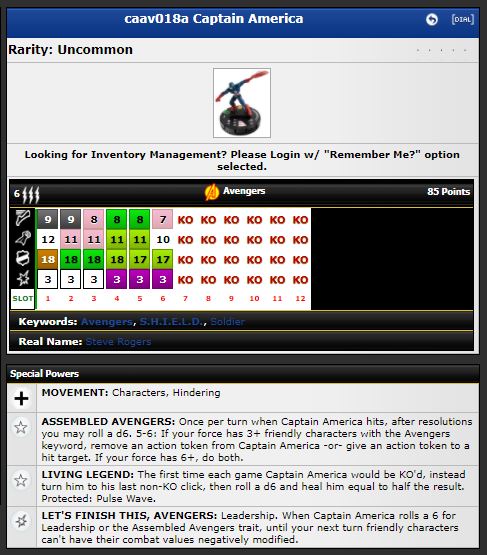 caav018a Captain America
[DIAL]
Rarity: Uncommon
. . . . .
Looking for Inventory Management? Please Login w/ "Remember Me?" option
selected.
6 Avengers 85 Points
9 9 8 8 8 7 KO KO KO KO KO KO
12 11 11 11 11 10 KO KO KO KO KO KO
18 18 18 18 17 17 KO KO KO KO KO KO
3 3 3 3 3 3 KO KO KO KO KO KO
SLOT 1 2 3 4 5 6 7 8 9 10 11 12
Keywords: Avengers, S.H.I.E.L.D., Soldier
Real Name: Steve Rogers
Special Powers
MOVEMENT: Characters, Hindering
ASSEMBLED AVENGERS: Once per turn when Captain America hits, after resolutions
you may roll a d6. 5-6: If your force has 3+ friendly characters with the Avengers
keyword, remove an action token from Captain America -or- give an action token to a
hit target. If your force has 6+, do both.
LIVING LEGEND: The first time each game Captain America would be KO'd, instead
turn him to his last non-KO click, then roll a d6 and heal him equal to half the result.
Protected: Pulse Wave.
LET'S FINISH THIS, AVENGERS: Leadership. When Captain America rolls a 6 for
Leadership or the Assembled Avengers trait, until your next turn friendly characters
can't have their combat values negatively modified.